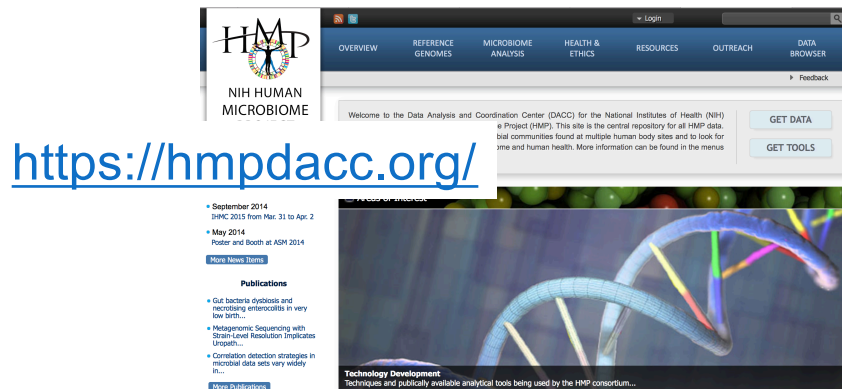 Login
HMP
NIH HUMAN
MICROBIOME
OVERVIEW
REFERENCE
GENOMES
MICROBIOME
ANALYSIS
HEALTH &
ETHICS
RESOURCES
OUTREACH
DATA
BROWSER
Feedback
Welcome to the Data Analysis and Coordination Center (DACC) for the National Institutes of Health (NIH)
e Project (HMP). This site is the central repository for all HMP data.
bial communities found at multiple human body sites and to look for
ome and human health. More information can be found in the menus
GET DATA
GET TOOLS
https://hmpdacc.org/
September 2014
IHMC 2015 from Mar. 31 to Apr. 2
May 2014
Poster and Booth at ASM 2014
More News Items
Publications
Gut bacteria dysbiosis and
necrotising enterocolitis in very
low birth...
Metagenomic Sequencing with
Strain-Level Resolution Implicates
Uropath...
Correlation detection strategies in
microbial data sets vary widely
in...
More Publications
Areas of Interest
Technology Development
Techniques and publically available analytical tools being used by the HMP consortium...